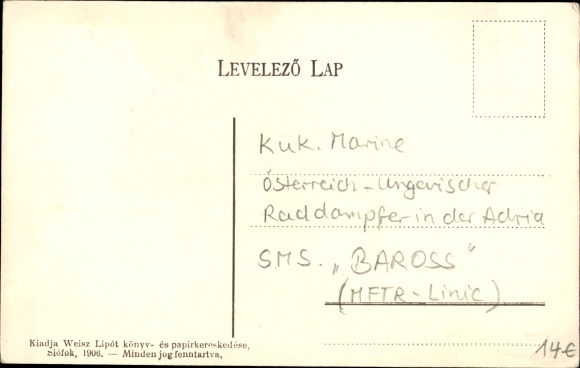 LEVELEZŐ LAP
KuK. Marine
Österreich-Ungarischer
Raddampfer in der Adria
SMS. „BAROSS“
(MFTR-Linie)
Kiadja Weisz Lipót könyv- és papirkereskedése,
Siófok, 1906. — Minden jog fenntartva,
14€